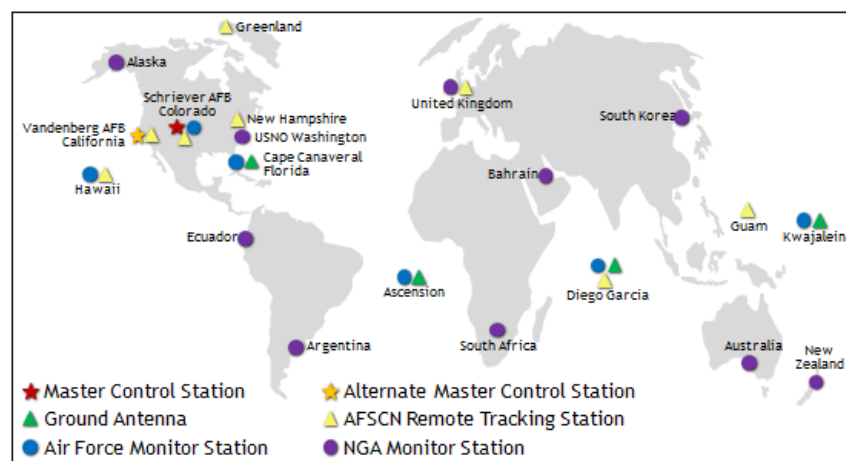 Greenland
Alaska
Schriever AFB
Colorado
Vandenberg AFB
California
New Hampshire
USNO Washington
Cape Canaveral
Florida
Hawaii
United Kingdom
South Korea
Bahrain
Guam
Kwajalein
Ecuador
Ascension
Diego Garcia
Argentina
South Africa
Australia
New
Zealand
Master Control Station
Alternate Master Control Station
Ground Antenna
AFSCN Remote Tracking Station
Air Force Monitor Station
NGA Monitor Station